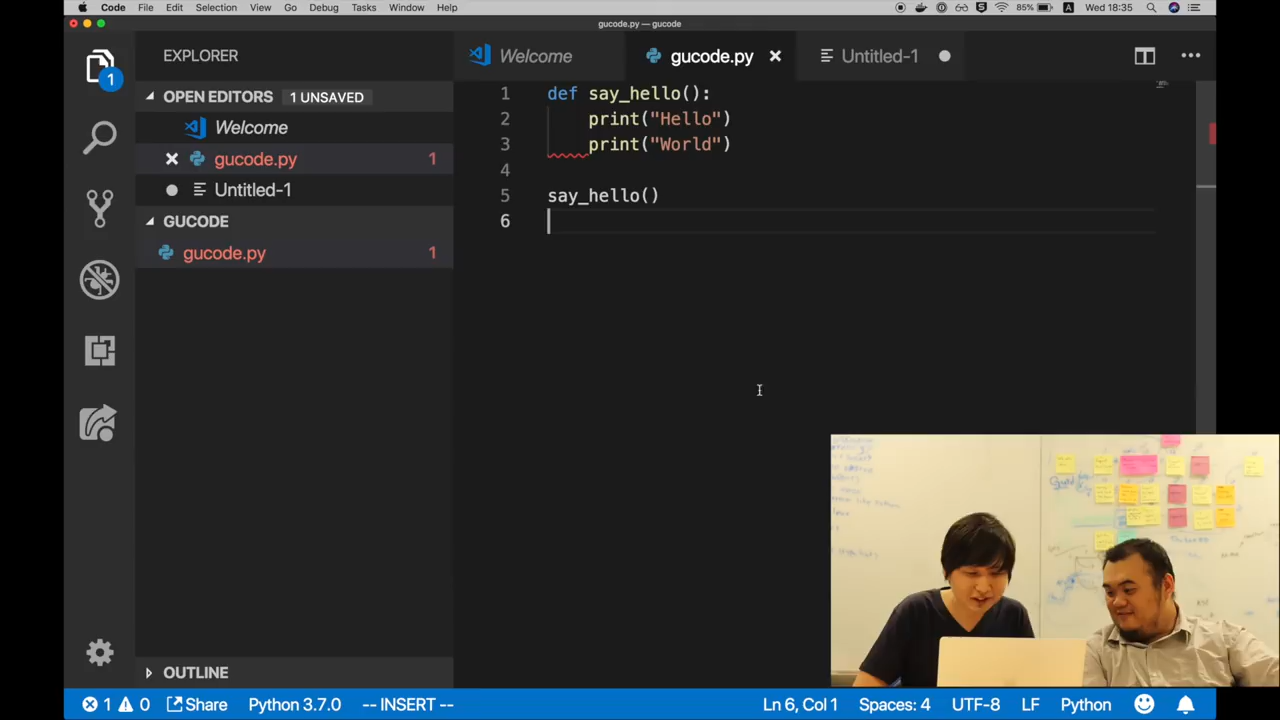 Code File Edit Selection View Go Debug Tasks Window Help 85% A Wed 18:35
gucode.py — gucode
EXPLORER
OPEN EDITORS 1 UNSAVED
Welcome
gucode.py 1
Untitled-1
GUCODE
gucode.py 1
OUTLINE
1
Welcome gucode.py Untitled-1
1 def say_hello():
2 print("Hello")
3 print("World")
4
5 say_hello()
6
0 1 0 Share Python 3.7.0 -- INSERT -- Ln 6, Col 1 Spaces: 4 UTF-8 LF Python